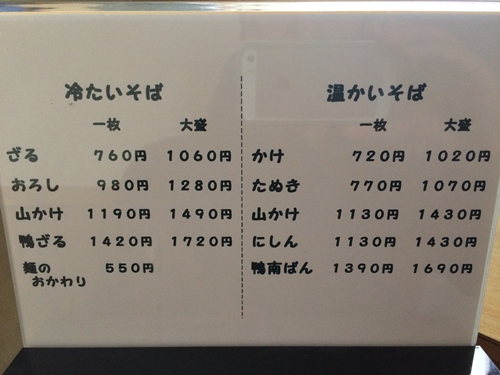 冷たいそば
一枚 大盛
ざる 760円 1060円
おろし 980円 1280円
山かけ 1190円 1490円
鴨ざる 1420円 1720円
麺の 550円
おかわり
温かいそば
一枚 大盛
かけ 720円 1020円
たぬき 770円 1070円
山かけ 1130円 1430円
にしん 1130円 1430円
鴨南ばん 1390円 1690円